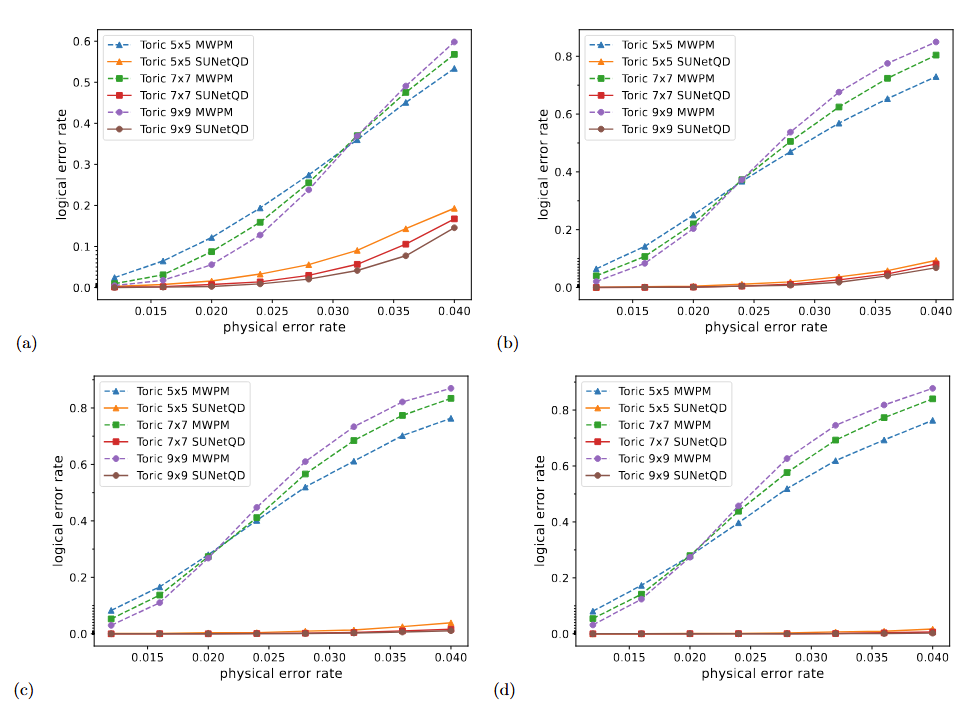 0.6
0.5
0.4
0.3
0.2
0.1
0.0
logical error rate
Toric 5x5 MWPM
Toric 5x5 SUNetQD
Toric 7x7 MWPM
Toric 7x7 SUNetQD
Toric 9x9 MWPM
Toric 9x9 SUNetQD
0.015 0.020 0.025 0.030 0.035 0.040
physical error rate
(a)
0.8
0.6
0.4
0.2
0.0
logical error rate
Toric 5x5 MWPM
Toric 5x5 SUNetQD
Toric 7x7 MWPM
Toric 7x7 SUNetQD
Toric 9x9 MWPM
Toric 9x9 SUNetQD
0.015 0.020 0.025 0.030 0.035 0.040
physical error rate
(b)
0.8
0.6
0.4
0.2
0.0
logical error rate
Toric 5x5 MWPM
Toric 5x5 SUNetQD
Toric 7x7 MWPM
Toric 7x7 SUNetQD
Toric 9x9 MWPM
Toric 9x9 SUNetQD
0.015 0.020 0.025 0.030 0.035 0.040
physical error rate
(c)
0.8
0.6
0.4
0.2
0.0
logical error rate
Toric 5x5 MWPM
Toric 5x5 SUNetQD
Toric 7x7 MWPM
Toric 7x7 SUNetQD
Toric 9x9 MWPM
Toric 9x9 SUNetQD
0.015 0.020 0.025 0.030 0.035 0.040
physical error rate
(d)